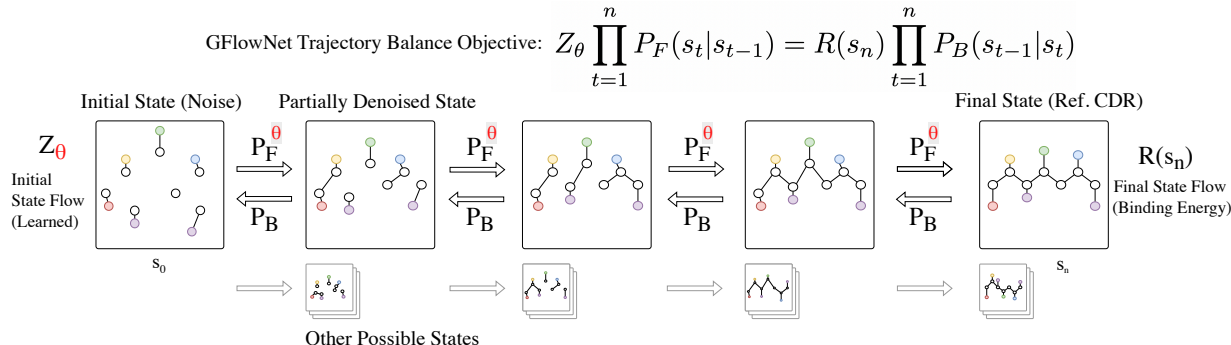 GFlowNet Trajectory Balance Objective: $Z_\theta \prod_{t=1}^{n} P_F(s_t|s_{t-1}) = R(s_n) \prod_{t=1}^{n} P_B(s_{t-1}|s_t)$
Initial State (Noise)
Partially Denoised State
Final State (Ref. CDR)
Z_θ
Initial
State Flow
(Learned)
P_F^θ
P_B
P_F^θ
P_B
P_F^θ
P_B
P_F^θ
P_B
R(s_n)
Final State Flow
(Binding Energy)
s_0
s_n
Other Possible States